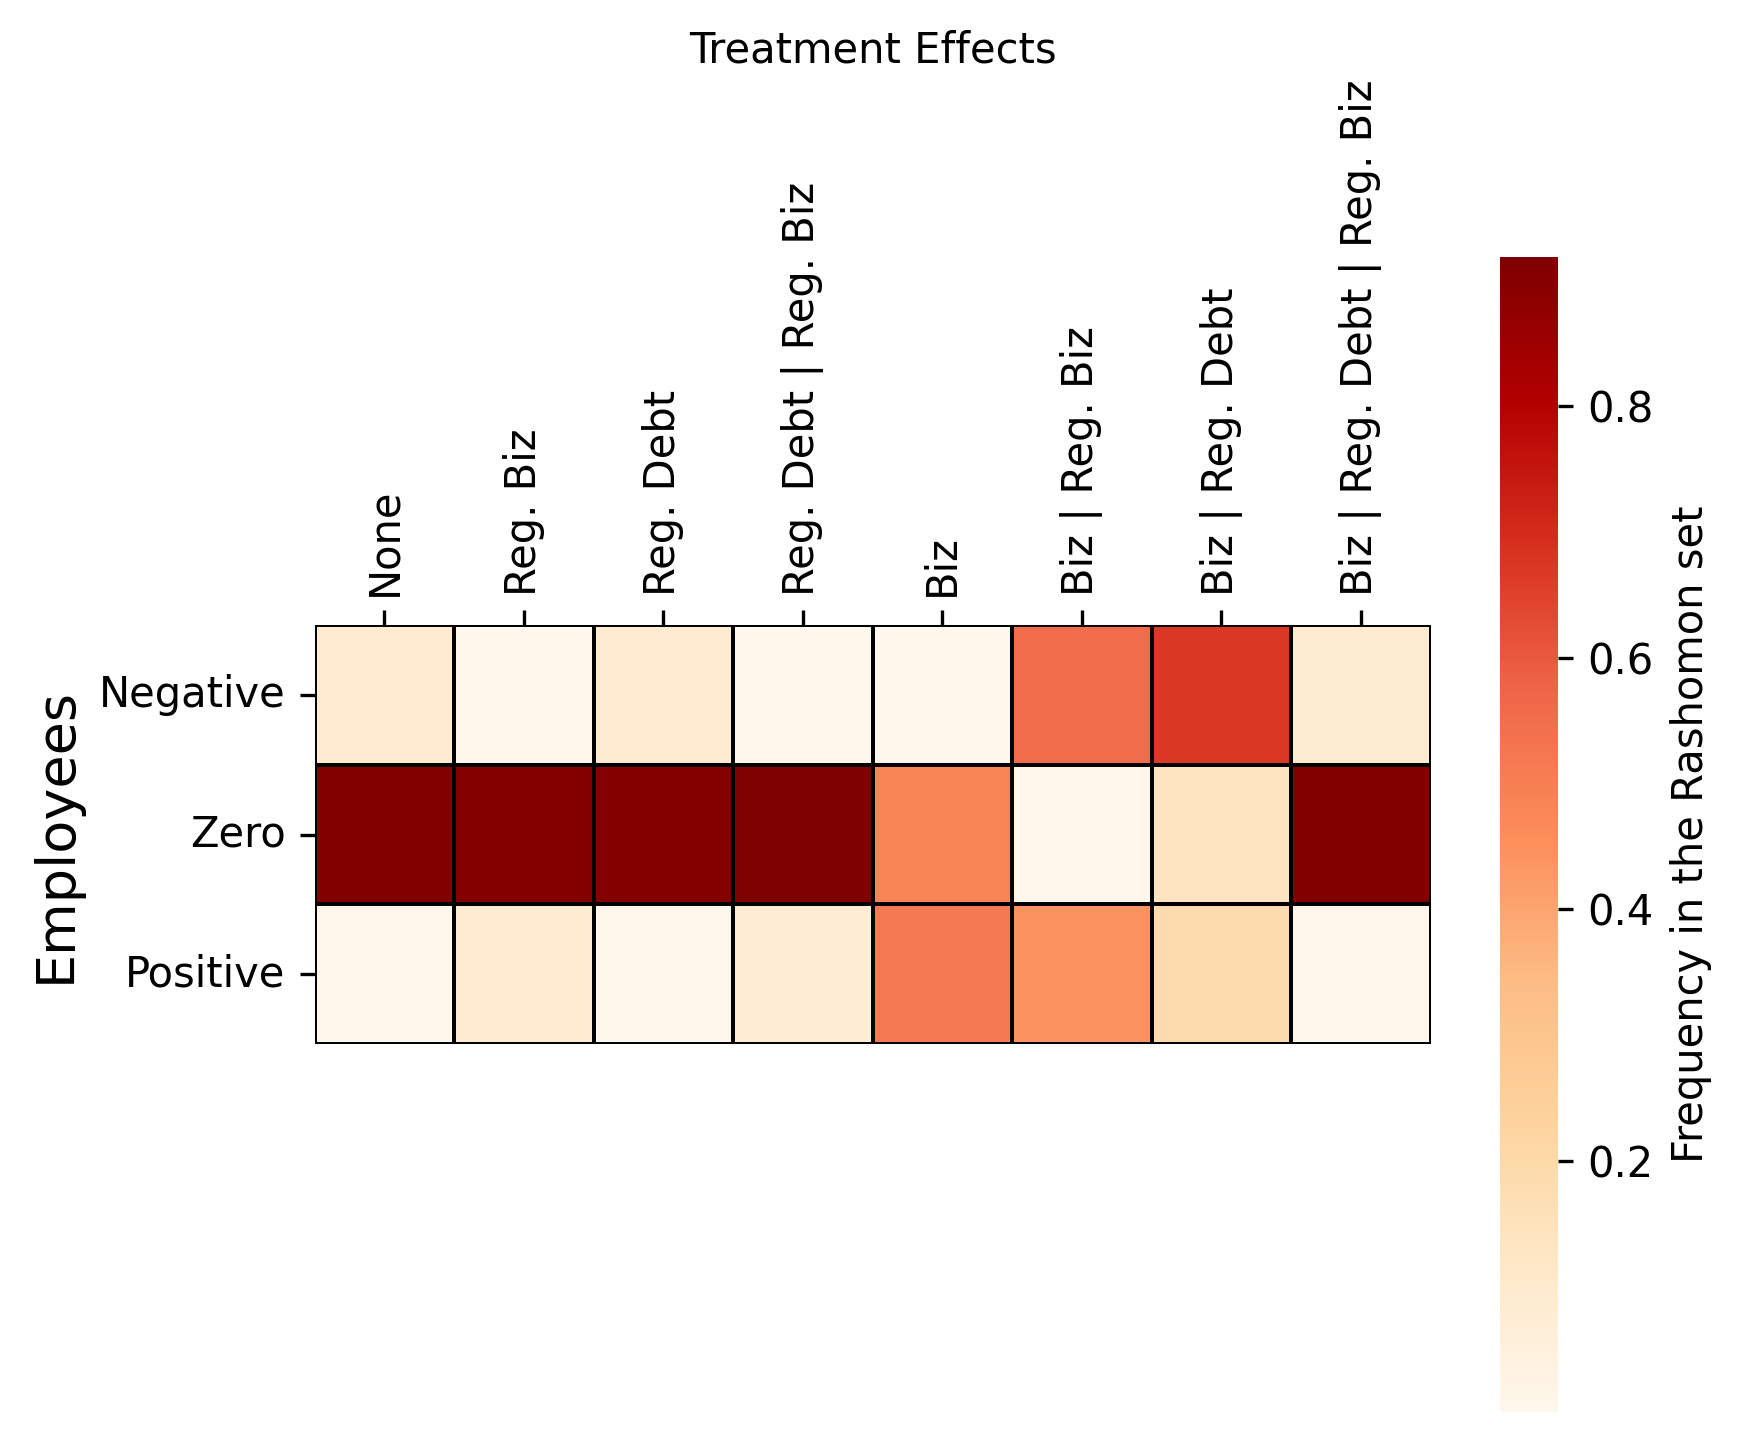 Treatment Effects
None
Reg. Biz
Reg. Debt
Reg. Debt | Reg. Biz
Biz
Biz | Reg. Biz
Biz | Reg. Debt
Biz | Reg. Debt | Reg. Biz
Employees
Negative
Zero
Positive
0.8
0.6
0.4
0.2
Frequency in the Rashomon set